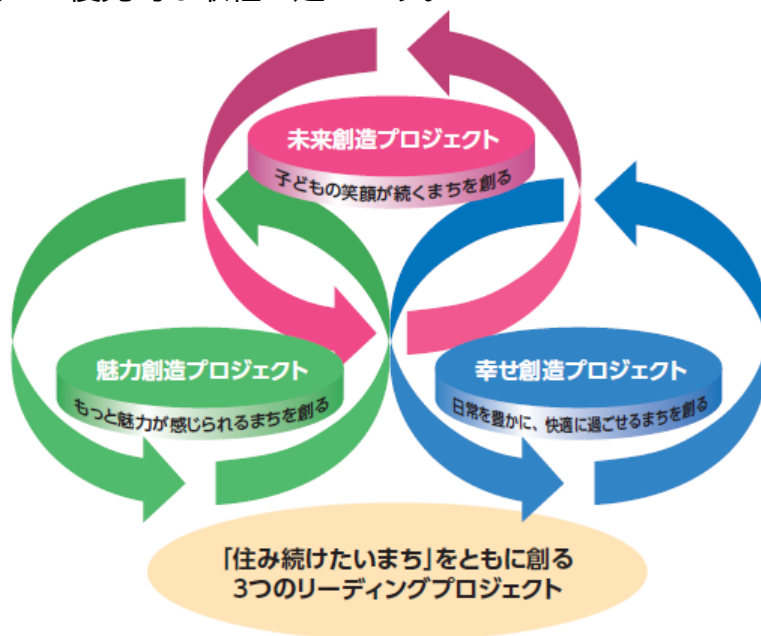 未来創造プロジェクト
子どもの笑顔が続くまちを創る
魅力創造プロジェクト
もっと魅力が感じられるまちを創る
幸せ創造プロジェクト
日常を豊かに、快適に過ごせるまちを創る
「住み続けたいまち」をともに創る
3つのリーディングプロジェクト